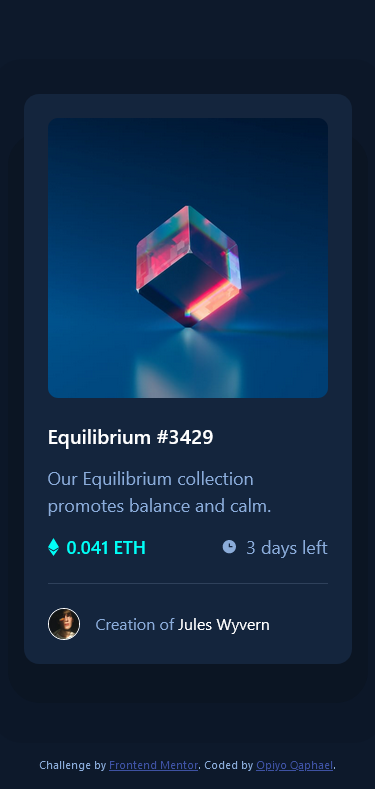 Equilibrium #3429
Our Equilibrium collection
promotes balance and calm.
0.041 ETH 3 days left
Creation of Jules Wyvern
Challenge by Frontend Mentor. Coded by Opiyo Qaphael.